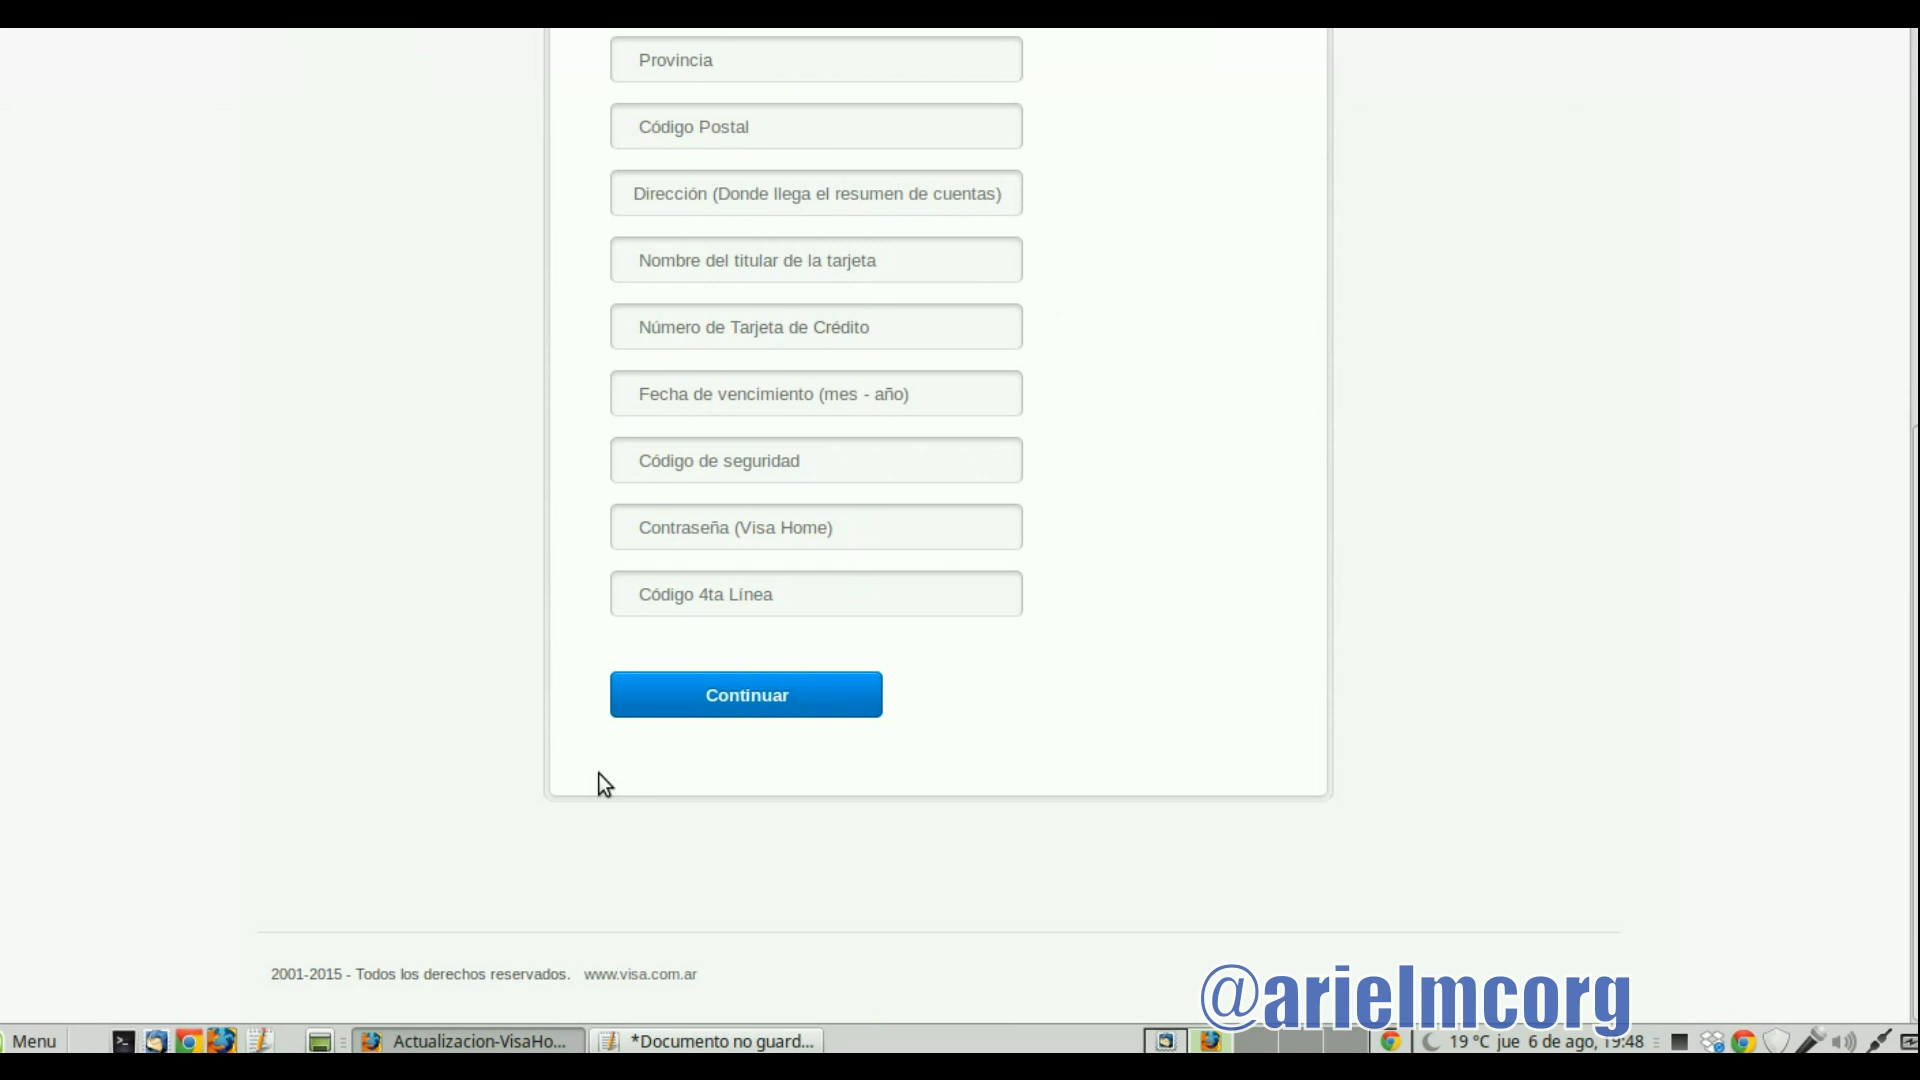 Provincia
Código Postal
Dirección (Donde llega el resumen de cuentas)
Nombre del titular de la tarjeta
Número de Tarjeta de Crédito
Fecha de vencimiento (mes - año)
Código de seguridad
Contraseña (Visa Home)
Código 4ta Línea
Continuar
2001-2015 - Todos los derechos reservados. www.visa.com.ar
@arielmcorg
Menu Actualizacion-VisaHo... *Documento no guard... 19 °C jue 6 de ago, 19:48